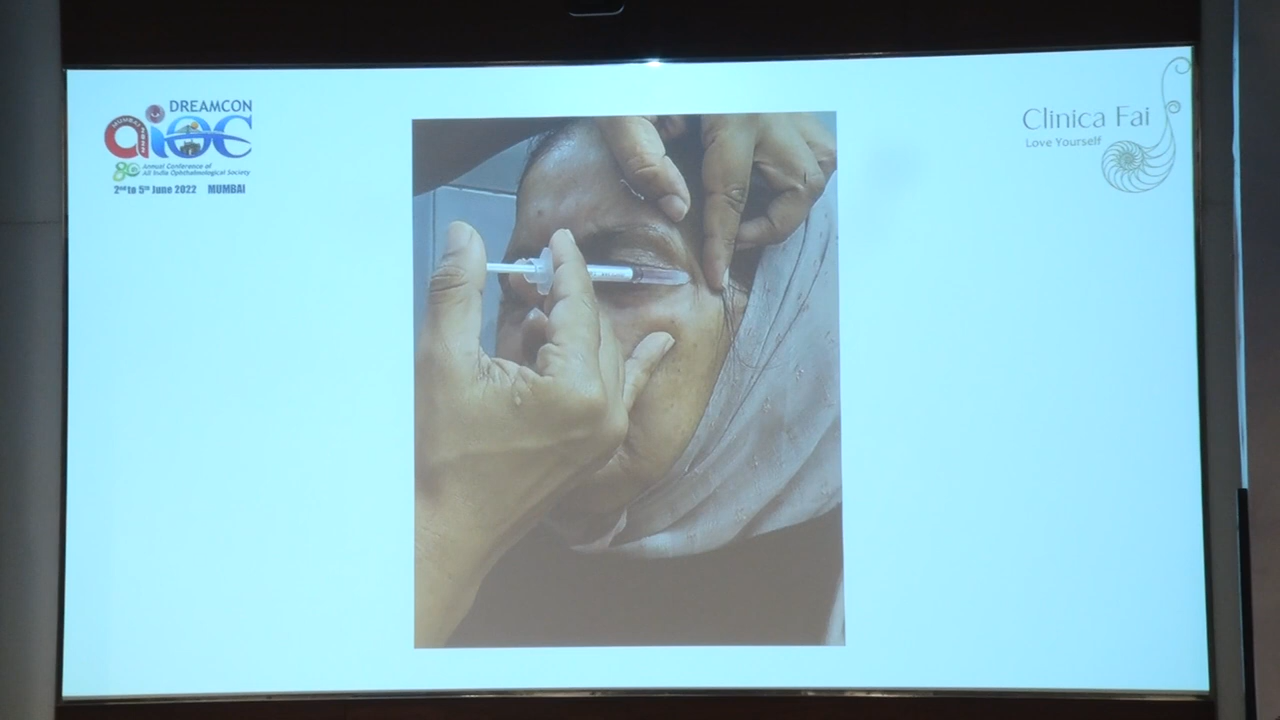 DREAMCON
MUMBAI
aioc
80 Annual Conference of
All India Ophthalmological Society
2nd to 5th June 2022 MUMBAI
Clinica Fai
Love Yourself